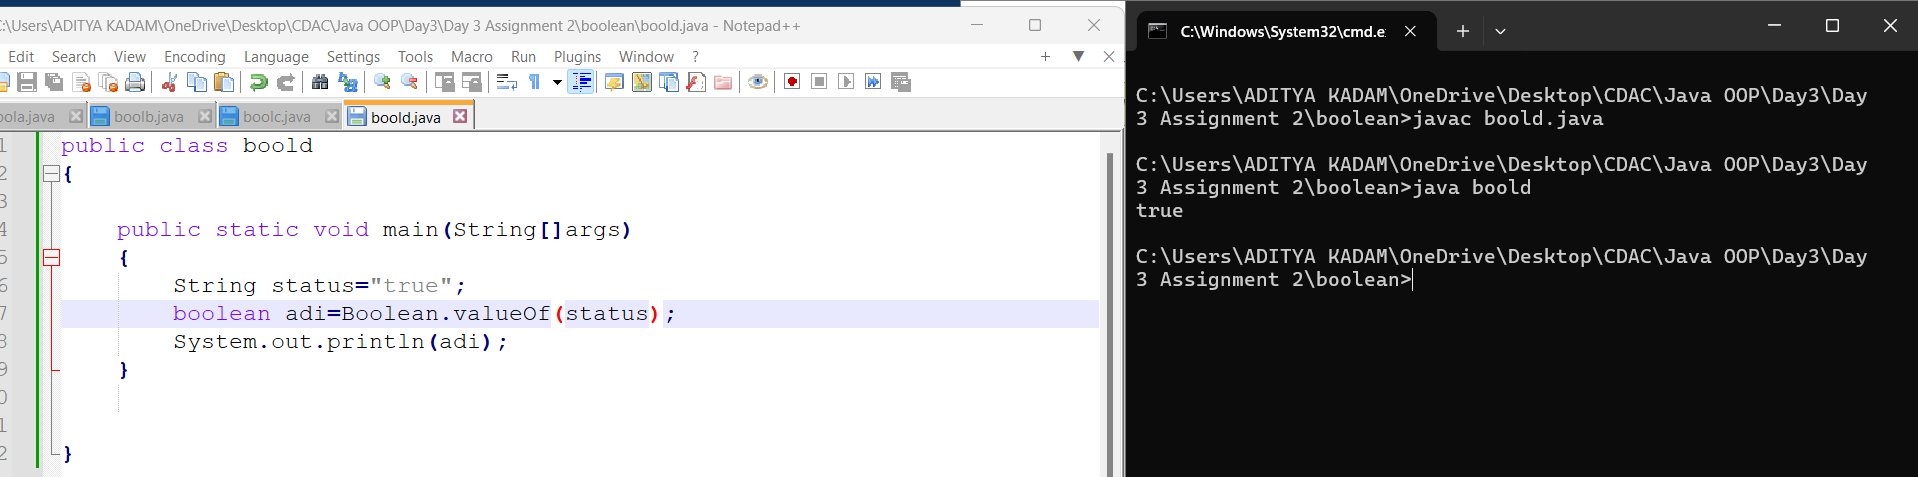 :\Users\ADITYA KADAM\OneDrive\Desktop\CDAC\Java OOP\Day3\Day 3 Assignment 2\boolean\boold.java - Notepad++
Edit Search View Encoding Language Settings Tools Macro Run Plugins Window ?
oola.java boolb.java boolc.java boold.java
1 public class boold
2 {
3
4 public static void main(String[]args)
5 {
6 String status="true";
7 boolean adi=Boolean.valueOf(status);
8 System.out.println(adi);
9 }
0
1
2 }
C:\Windows\System32\cmd.e
C:\Users\ADITYA KADAM\OneDrive\Desktop\CDAC\Java OOP\Day3\Day
3 Assignment 2\boolean>javac boold.java
C:\Users\ADITYA KADAM\OneDrive\Desktop\CDAC\Java OOP\Day3\Day
3 Assignment 2\boolean>java boold
true
C:\Users\ADITYA KADAM\OneDrive\Desktop\CDAC\Java OOP\Day3\Day
3 Assignment 2\boolean>